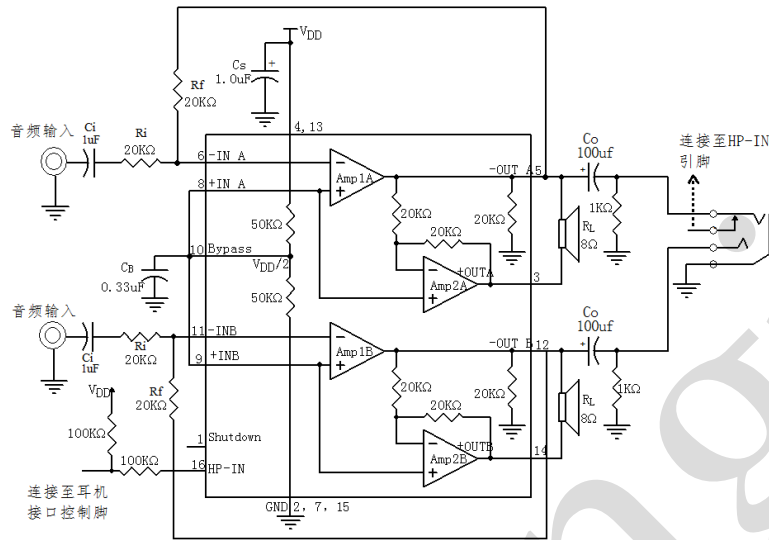 VDD
Cs
1.0uF
+
Rf
20KΩ
4,13
音频输入
Ci
1uF
Ri
20KΩ
6
-IN A
8
+IN A
Amp1A
-OUT A
5
Co
100uf
+
连接至HP-IN
引脚
50KΩ
20KΩ
20KΩ
20KΩ
1KΩ
RL
8Ω
10
Bypass
VDD/2
CB
0.33uF
50KΩ
+OUTA
3
Amp2A
音频输入
Ci
1uF
Ri
20KΩ
11
-INB
9
+INB
Amp1B
-OUT B
12
Co
100uf
+
VDD
Rf
20KΩ
20KΩ
20KΩ
20KΩ
1KΩ
RL
8Ω
100KΩ
1
Shutdown
100KΩ
16
HP-IN
+OUTB
14
Amp2B
连接至耳机
接口控制脚
GND 2, 7, 15